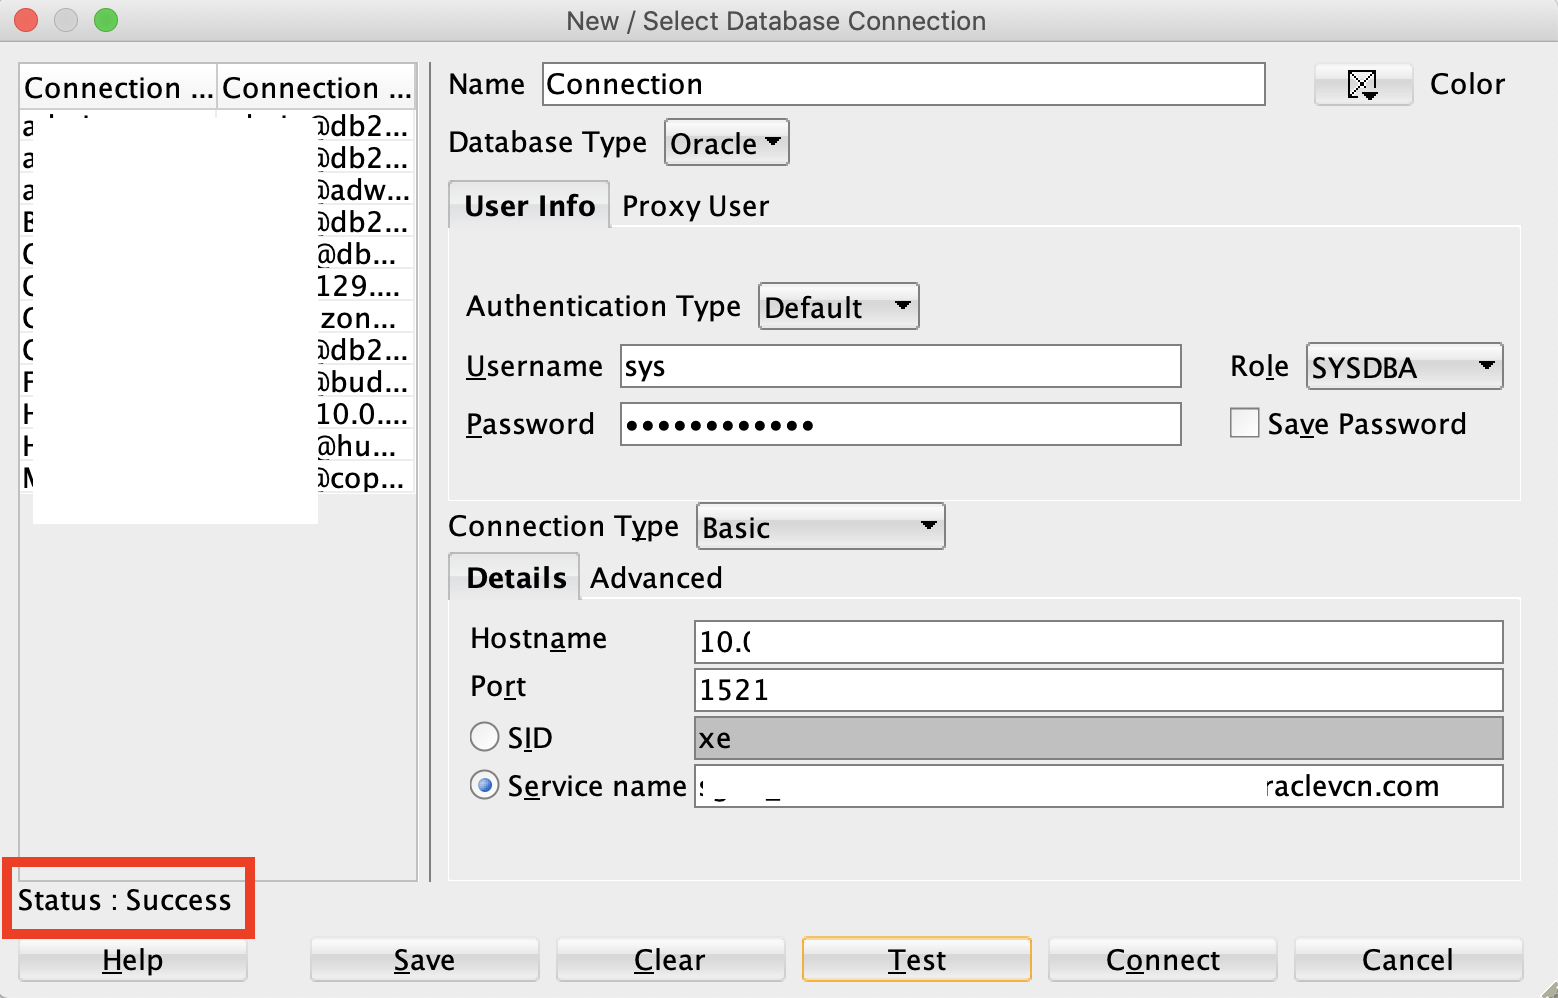 New / Select Database Connection
Connection ... Connection ...
@db2...
@db2...
@adw...
@db2...
@db...
129....
zon...
@db2...
@bud...
10.0....
@hu...
@cop...
Name Connection Color
Database Type Oracle
User Info Proxy User
Authentication Type Default
Username sys Role SYSDBA
Password •••••••••••• Save Password
Connection Type Basic
Details Advanced
Hostname 10.
Port 1521
SID xe
Service name raclevcn.com
Status : Success
Help Save Clear Test Connect Cancel